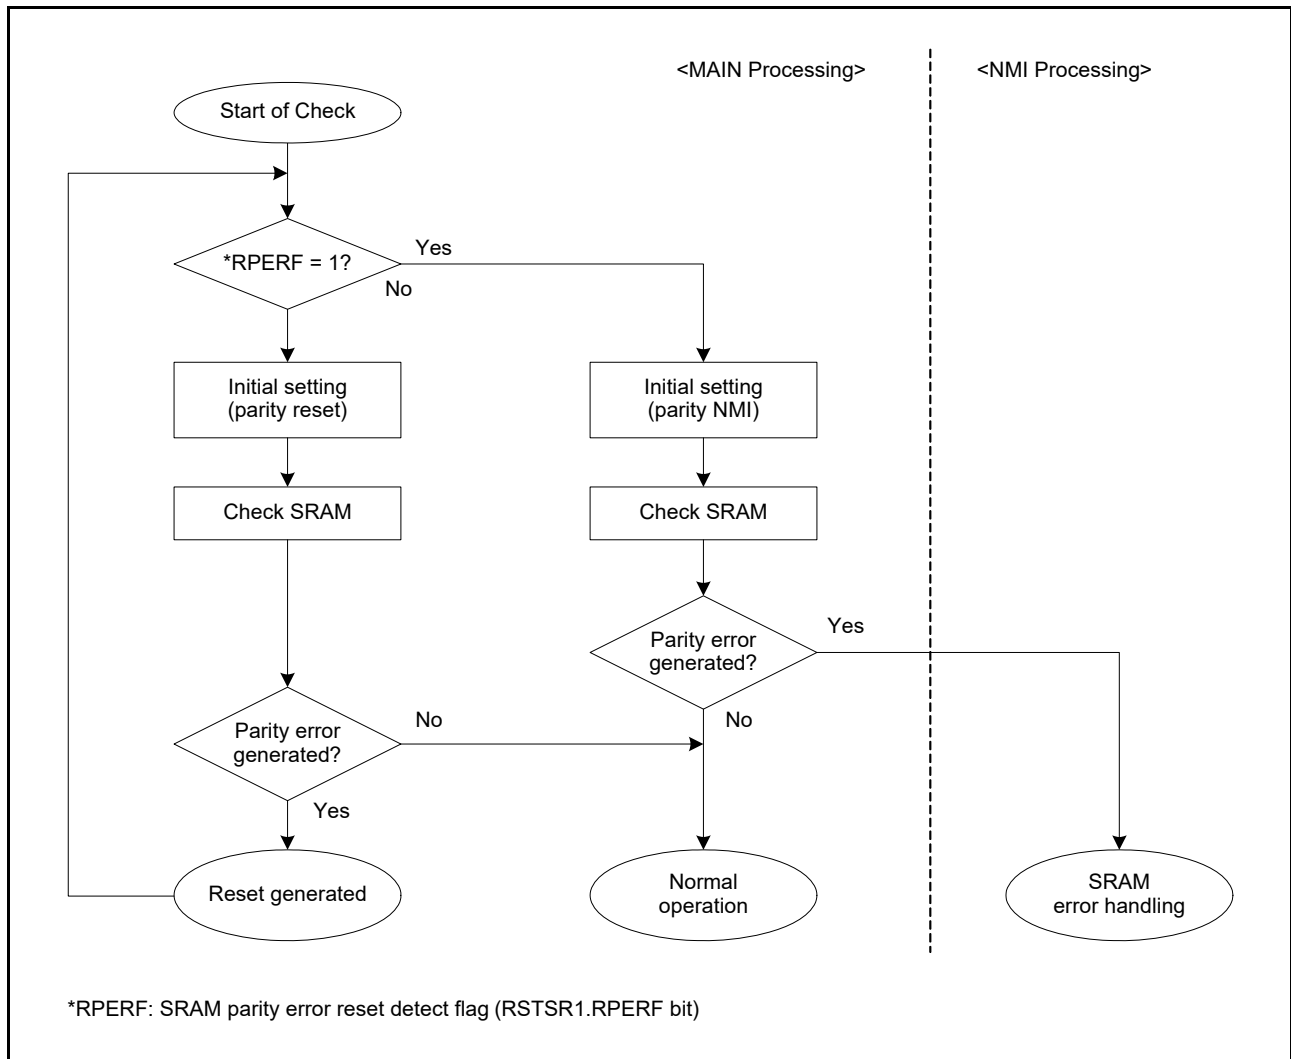 <MAIN Processing>
<NMI Processing>
Start of Check
*RPERF = 1?
Yes
No
Initial setting
(parity reset)
Initial setting
(parity NMI)
Check SRAM
Check SRAM
Parity error
generated?
Yes
No
Parity error
generated?
No
Yes
Reset generated
Normal
operation
SRAM
error handling
*RPERF: SRAM parity error reset detect flag (RSTSR1.RPERF bit)